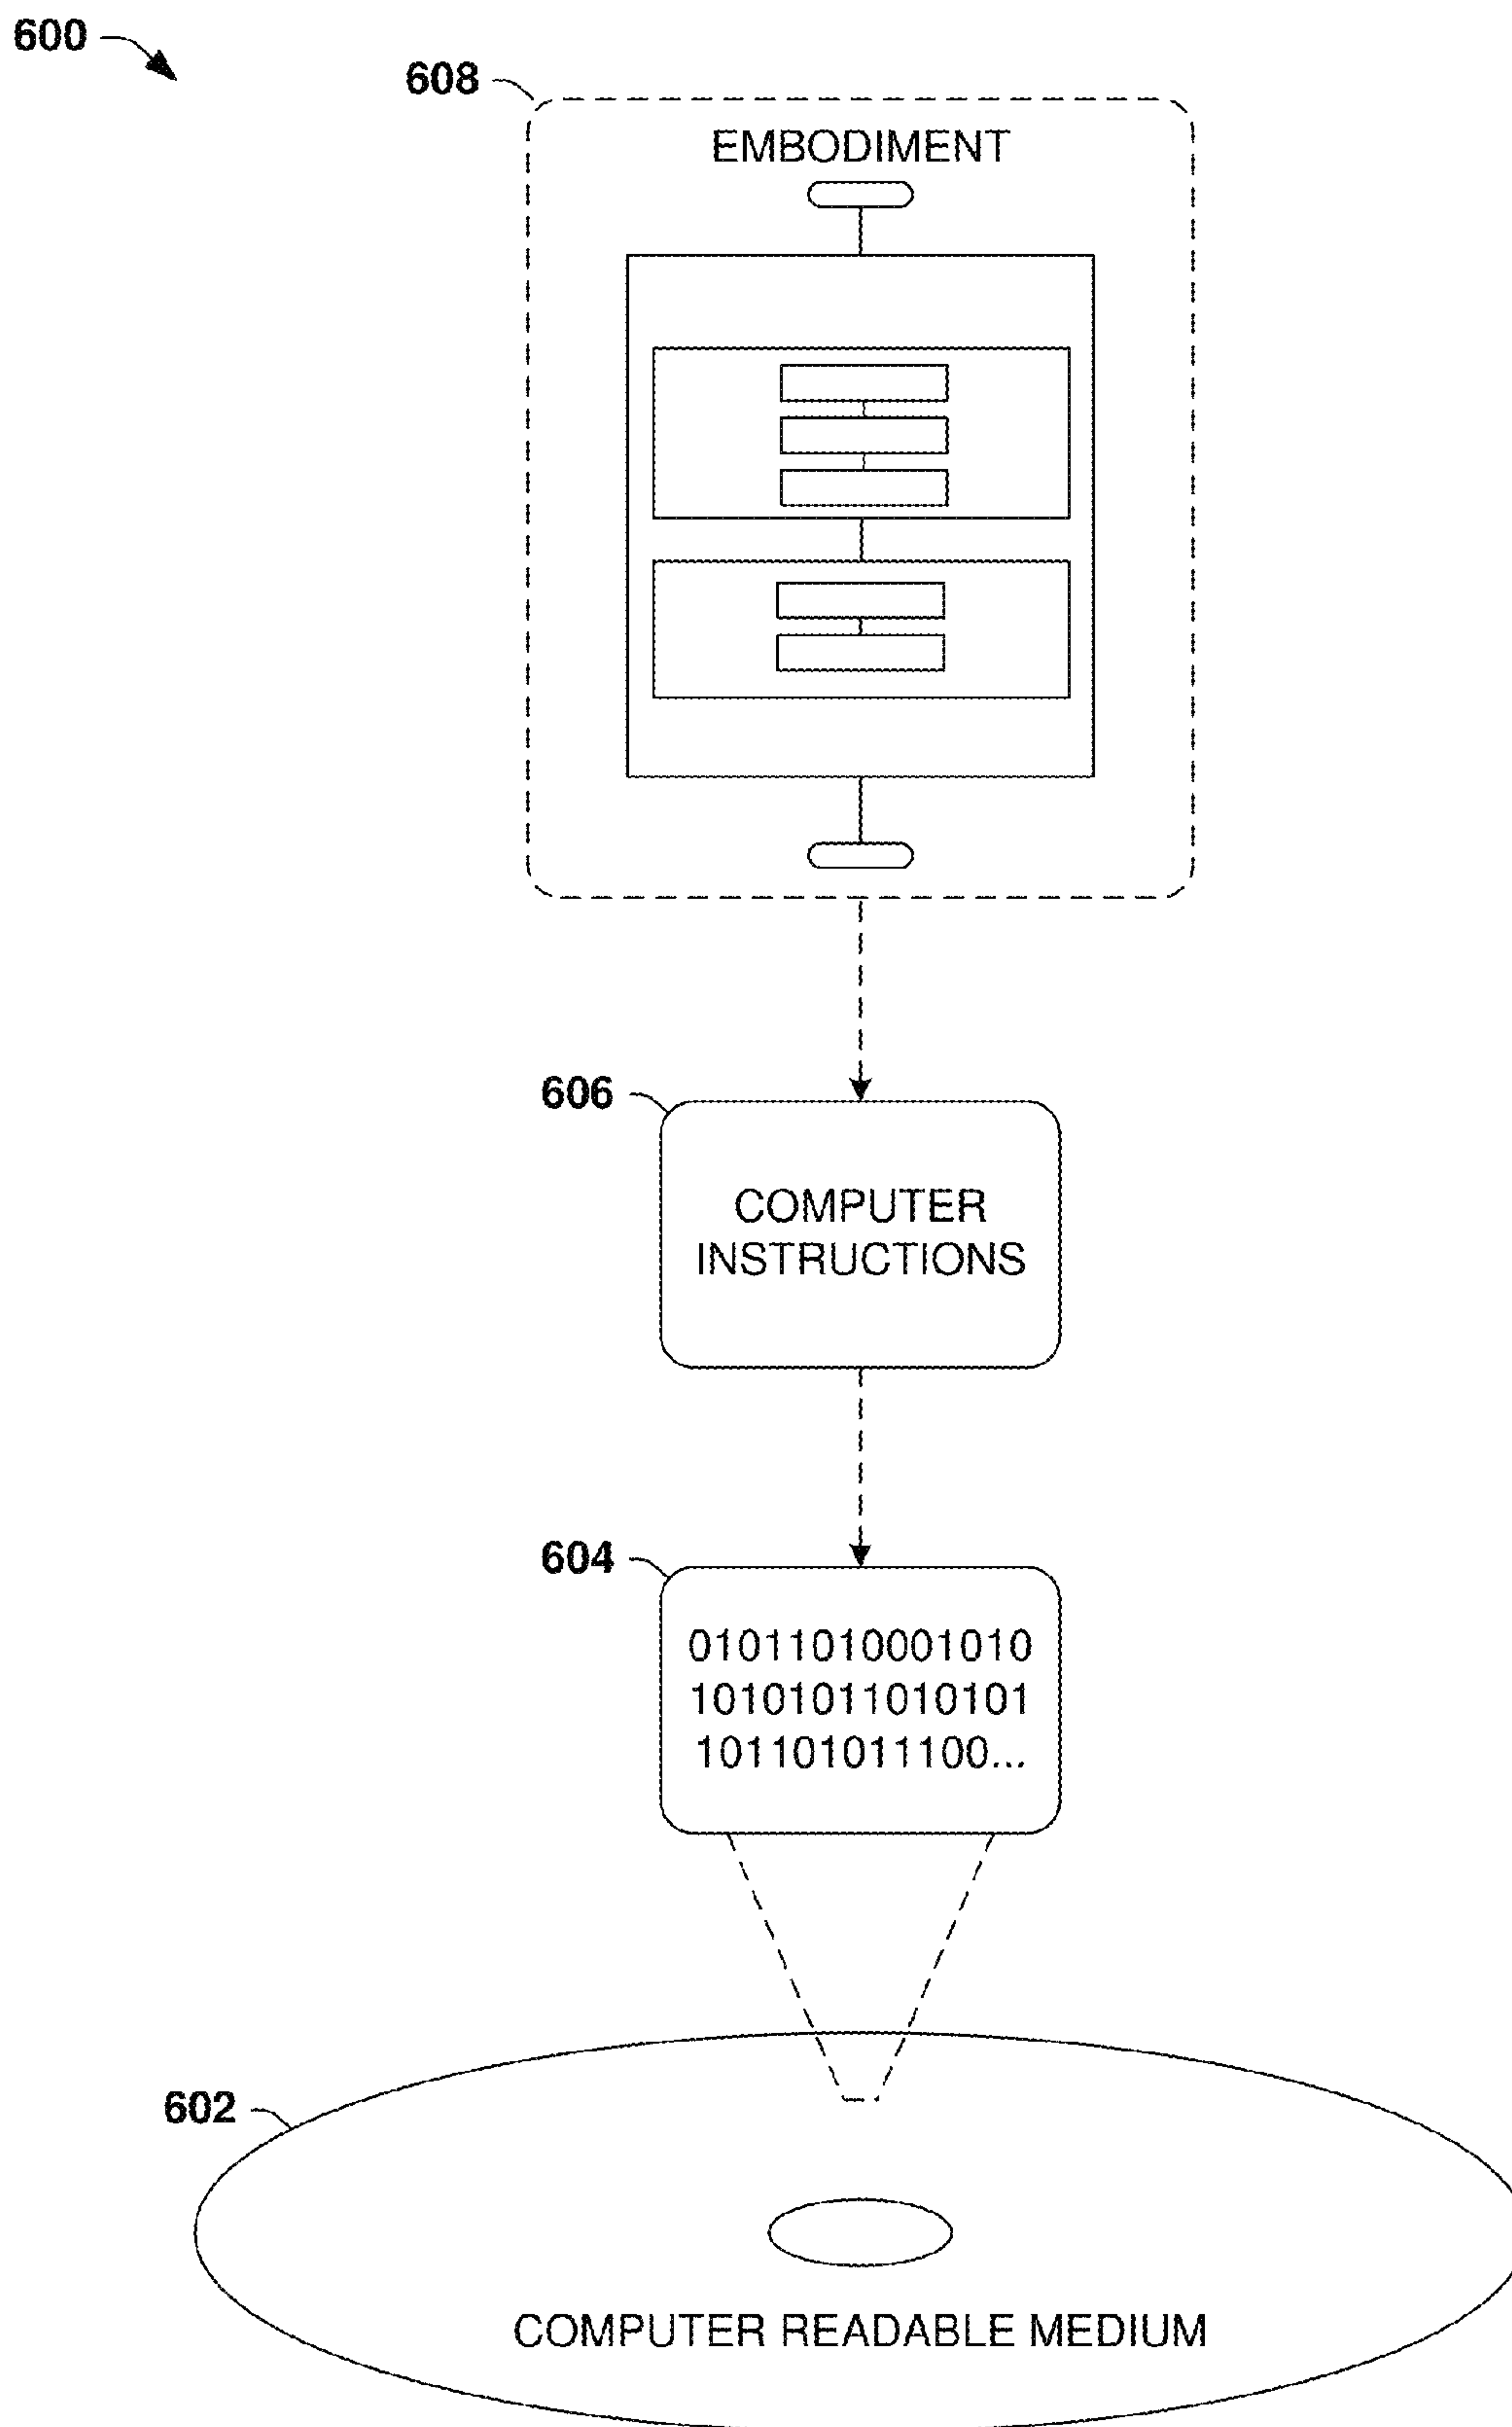 600
608
EMBODIMENT
606
COMPUTER
INSTRUCTIONS
604
01011010001010
10101011010101
101101011100...
602
COMPUTER READABLE MEDIUM